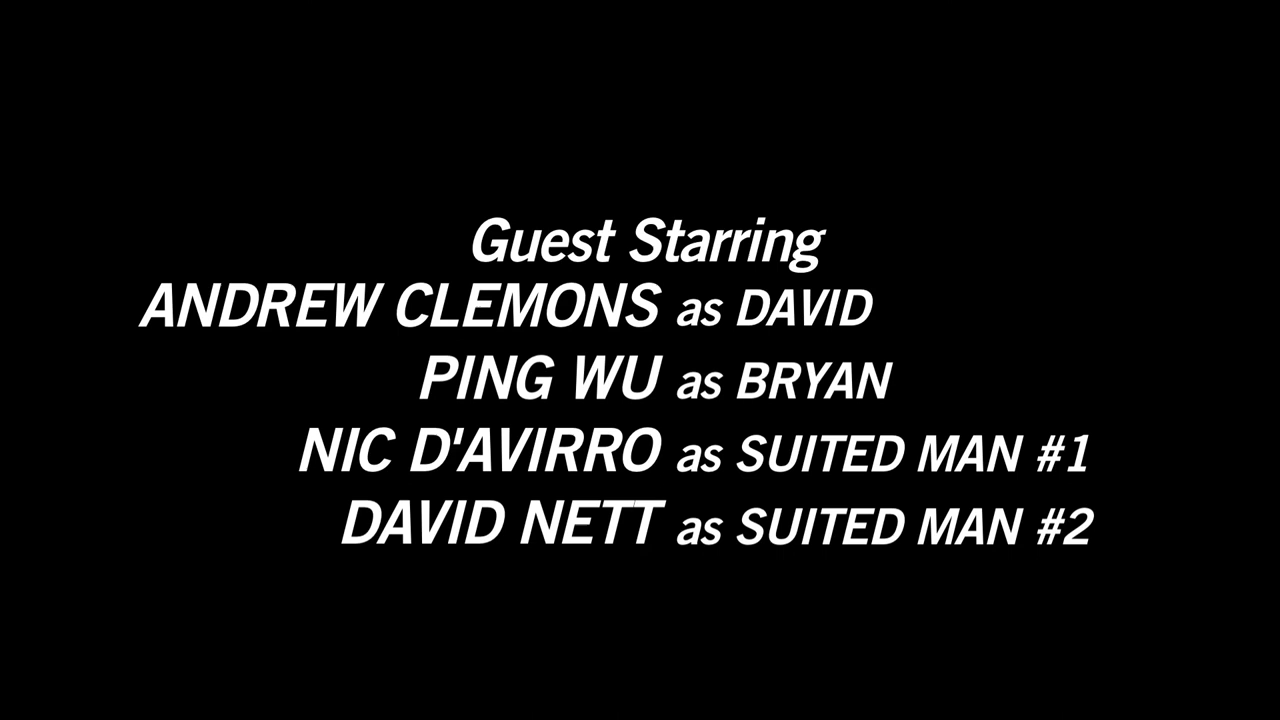 Guest Starring
ANDREW CLEMONS as DAVID
PING WU as BRYAN
NIC D'AVIRRO as SUITED MAN #1
DAVID NETT as SUITED MAN #2